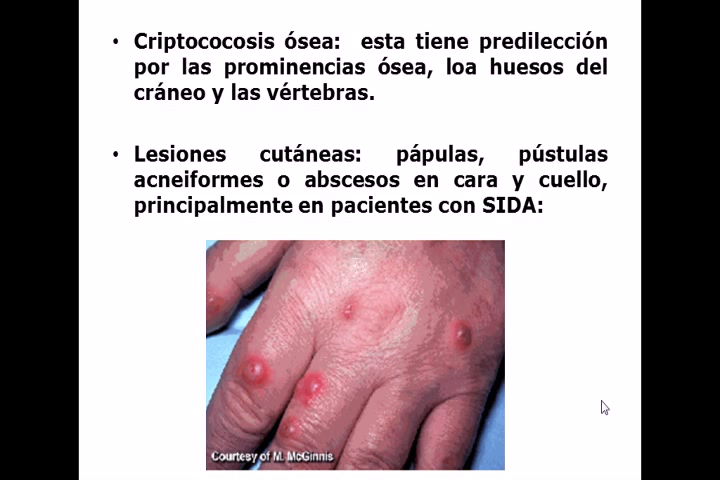 • Criptococosis ósea: esta tiene predilección
por las prominencias ósea, loa huesos del
cráneo y las vértebras.
• Lesiones cutáneas: pápulas, pústulas
acneiformes o abscesos en cara y cuello,
principalmente en pacientes con SIDA:
Courtesy of M. McGinnis